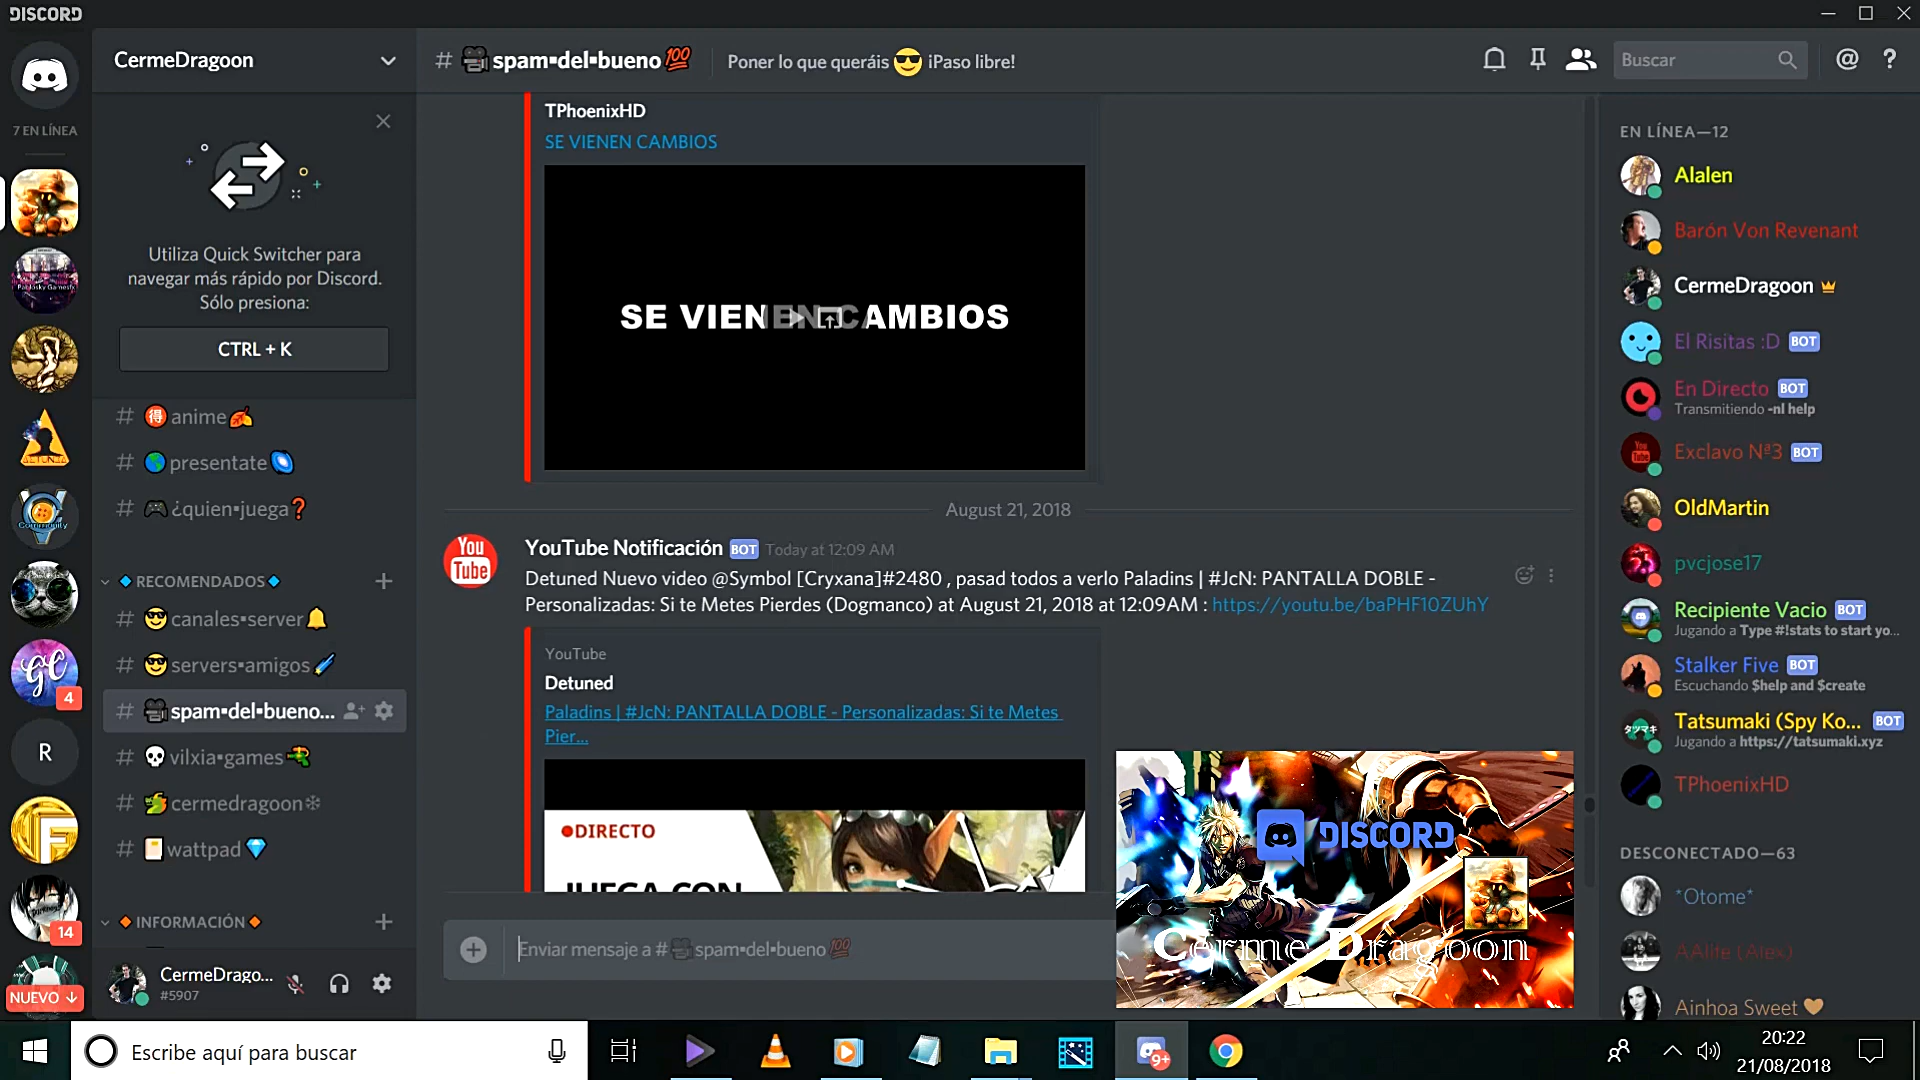 DISCORD
7 EN LÍNEA
4
R
14
NUEVO ↓
CermeDragoon
Utiliza Quick Switcher para
navegar más rápido por Discord.
Sólo presiona:
CTRL + K
# 得 anime
# presentate
# ¿quien▪juega❓
RECOMENDADOS
# canales▪server
# servers▪amigos
# spam▪del▪bueno...
# vilxia▪games
# cermedragoon
# wattpad
INFORMACIÓN
CermeDrago...
#5907
# spam▪del▪bueno💯
Poner lo que queráis 😎 ¡Paso libre!
Buscar
TPhoenixHD
SE VIENEN CAMBIOS
SE VIENEN CAMBIOS
August 21, 2018
You
Tube
YouTube Notificación BOT Today at 12:09 AM
Detuned Nuevo video @Symbol [Cryxana]#2480 , pasad todos a verlo Paladins | #JcN: PANTALLA DOBLE -
Personalizadas: Si te Metes Pierdes (Dogmanco) at August 21, 2018 at 12:09AM : https://youtu.be/baPHF10ZUhY
YouTube
Detuned
Paladins | #JcN: PANTALLA DOBLE - Personalizadas: Si te Metes
Pier...
DIRECTO
JUEGA CON
Enviar mensaje a # spam▪del▪bueno💯
DISCORD
Cerme Dragoon
EN LÍNEA—12
Alalen
Barón Von Revenant
CermeDragoon
El Risitas :D BOT
En Directo BOT
Transmitiendo -nl help
Exclavo Nª3 BOT
OldMartin
pvcjose17
Recipiente Vacio BOT
Jugando a Type #!stats to start yo...
Stalker Five BOT
Escuchando $help and $create
Tatsumaki (Spy Ko... BOT
Jugando a https://tatsumaki.xyz
TPhoenixHD
DESCONECTADO—63
*Otome*
AAlife (Alex)
Ainhoa Sweet
Escribe aquí para buscar
9+
20:22
21/08/2018